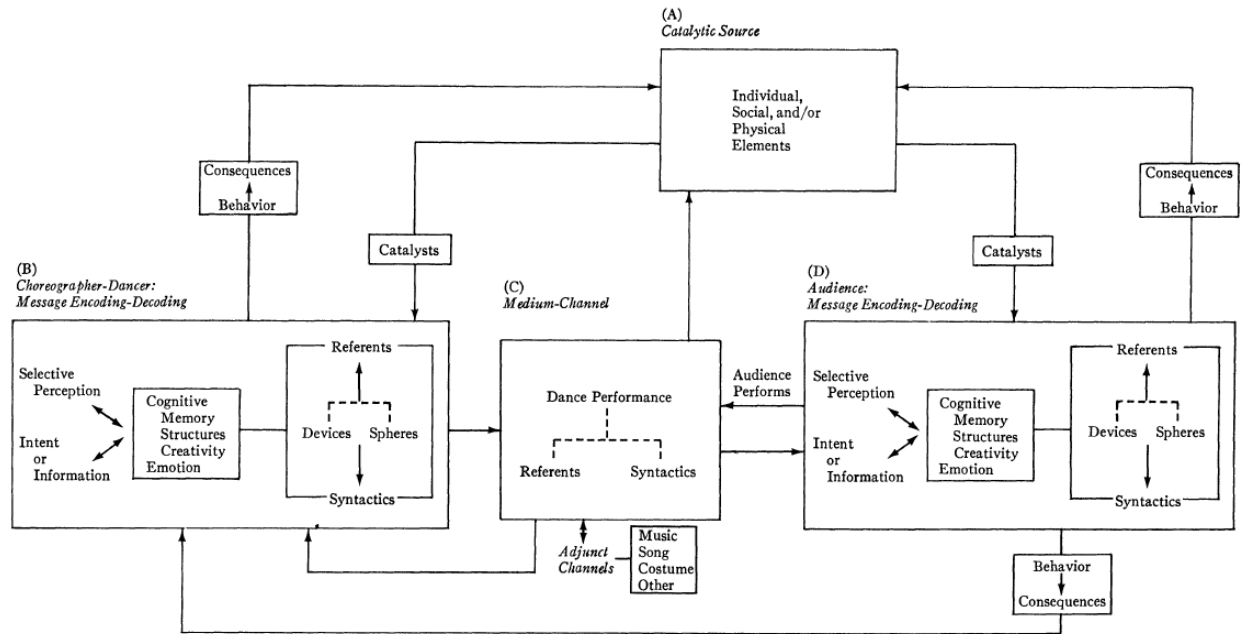 (A)
Catalytic Source
Individual,
Social, and/or
Physical
Elements
Consequences
Behavior
Catalysts
Catalysts
Consequences
Behavior
(B)
Choreographer-Dancer:
Message Encoding-Decoding
Selective
Perception
Intent
or
Information
Cognitive
Memory
Structures
Creativity
Emotion
Referents
Devices Spheres
Syntactics
(C)
Medium-Channel
Dance Performance
Referents Syntactics
Adjunct
Channels
Music
Song
Costume
Other
Audience
Performs
(D)
Audience:
Message Encoding-Decoding
Selective
Perception
Intent
or
Information
Cognitive
Memory
Structures
Creativity
Emotion
Referents
Devices Spheres
Syntactics
Behavior
Consequences